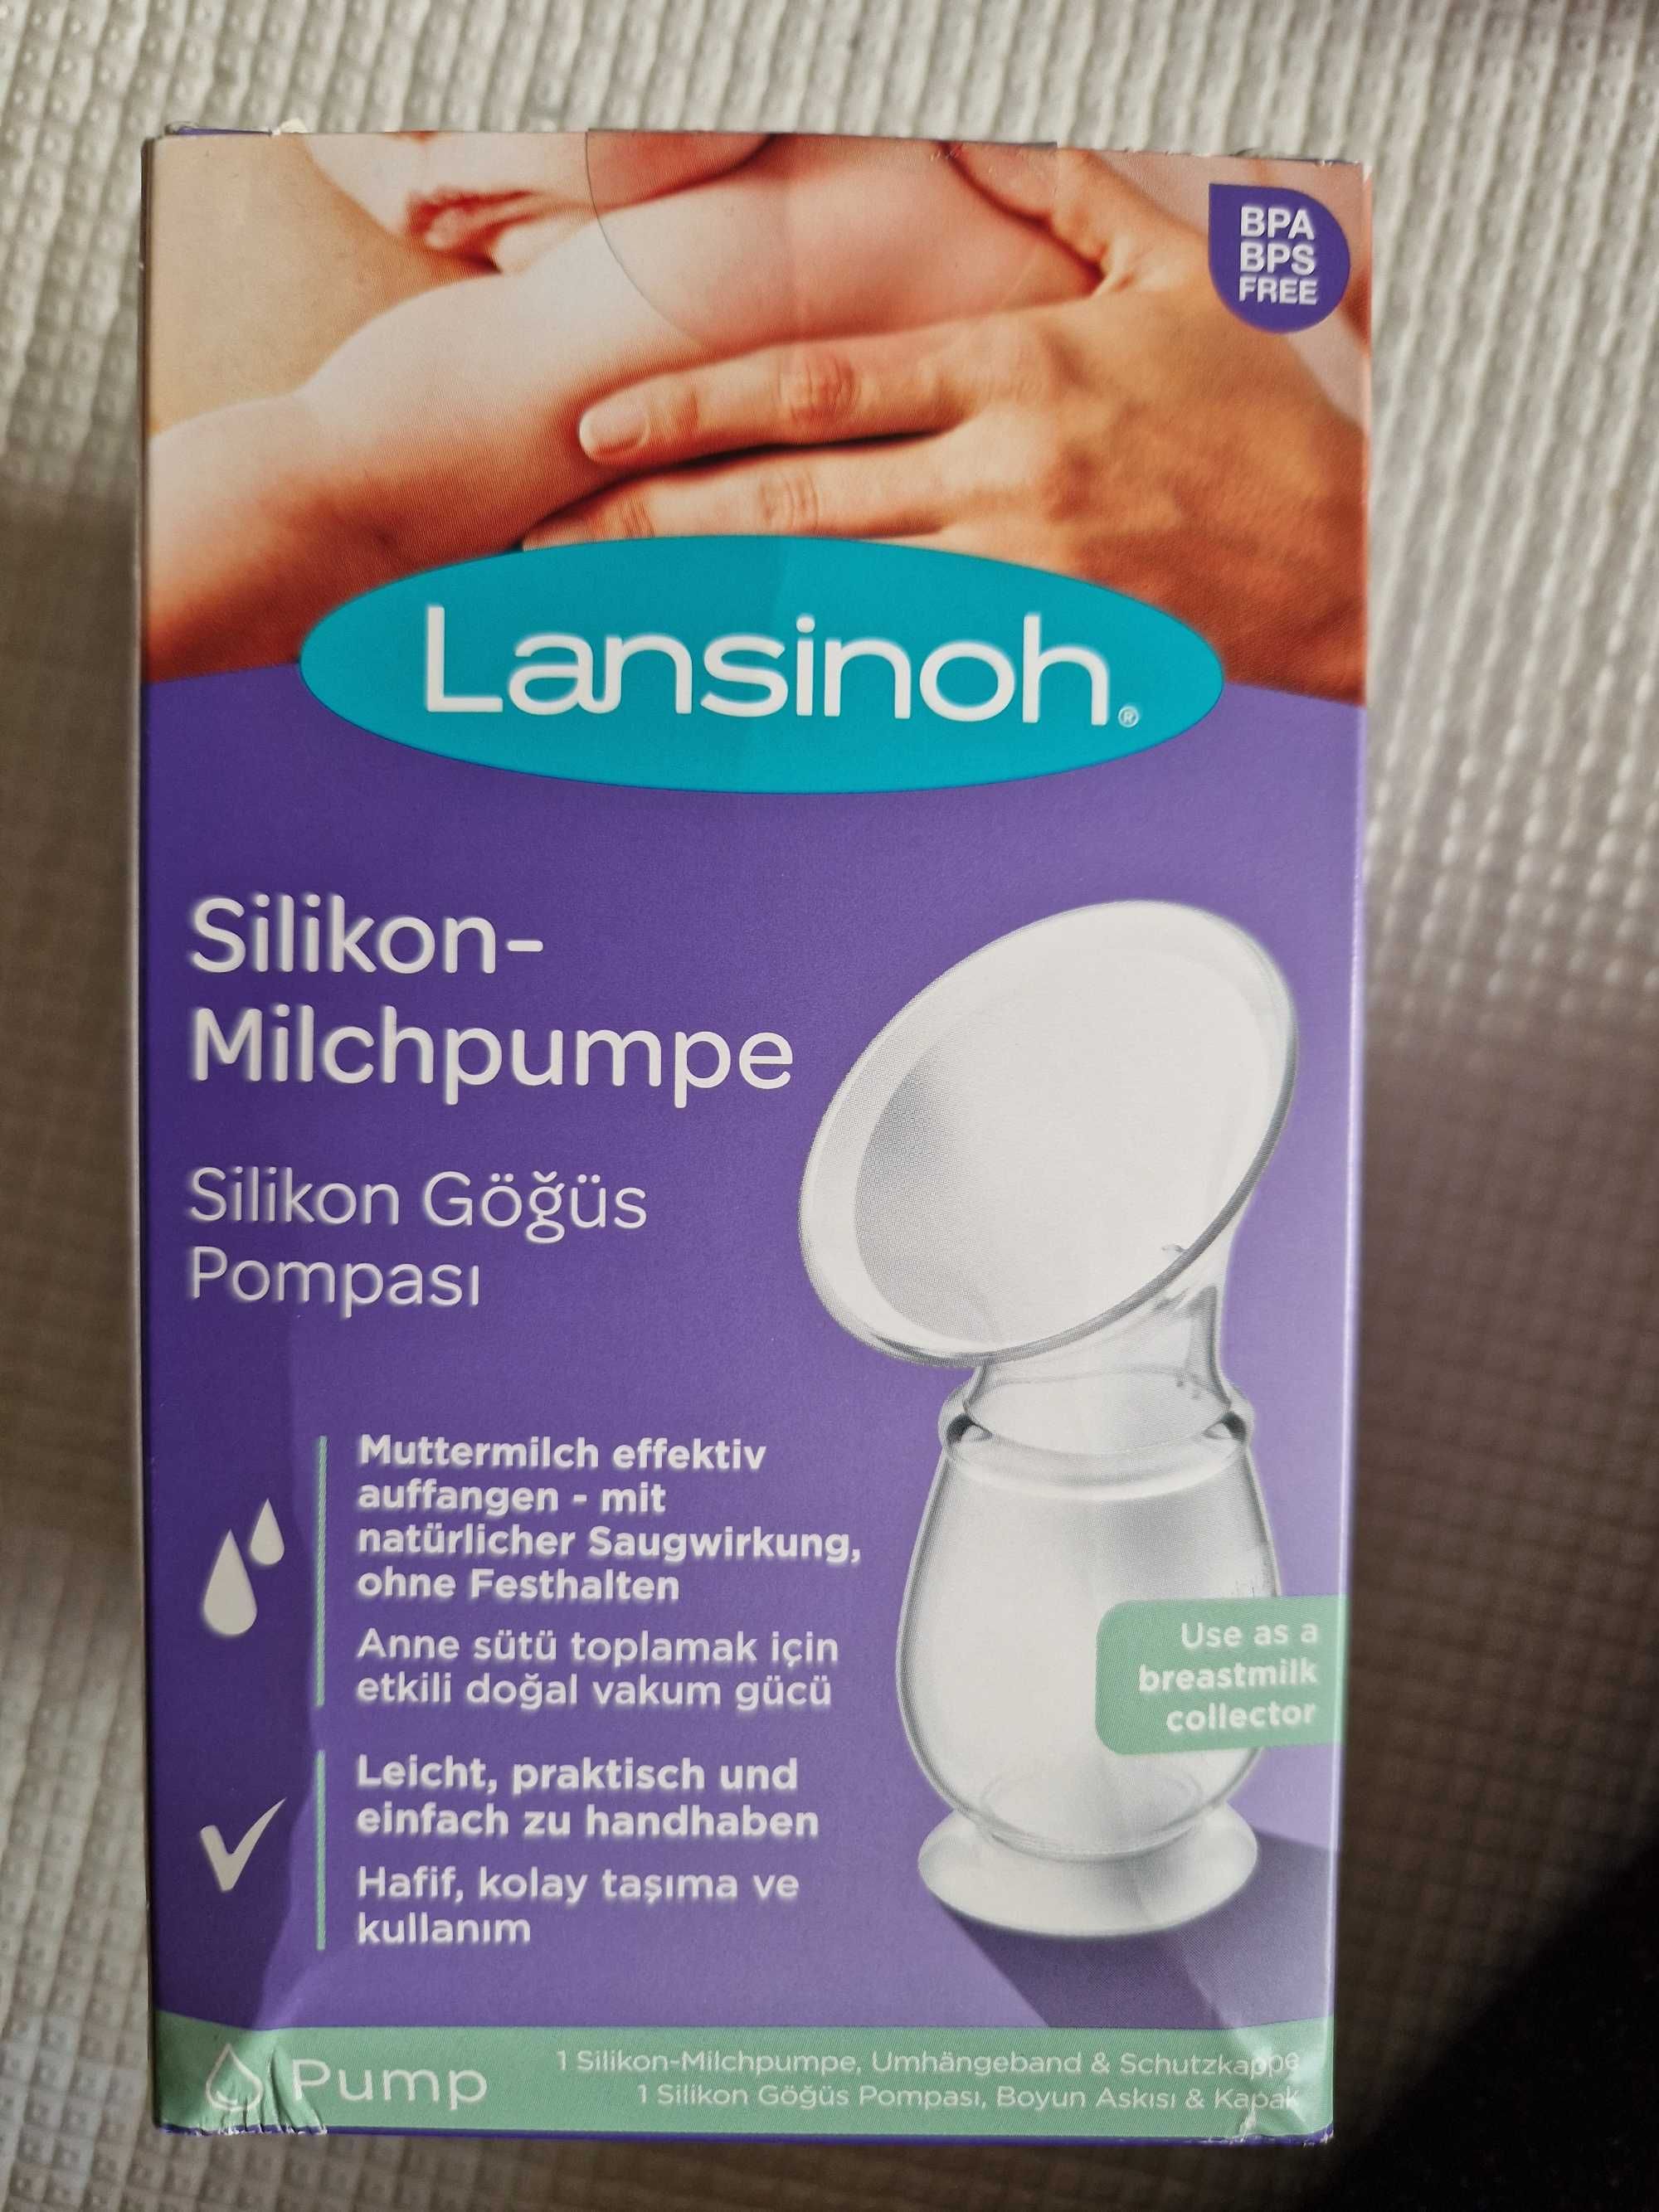 BPA
BPS
FREE
Lansinoh®
Silikon-
Milchpumpe
Silikon Göğüs
Pompası
Muttermilch effektiv
auffangen - mit
natürlicher Saugwirkung,
ohne Festhalten
Anne sütü toplamak için
etkili doğal vakum gücü
Use as a
breastmilk
collector
Leicht, praktisch und
einfach zu handhaben
Hafif, kolay taşıma ve
kullanım
Pump
1 Silikon-Milchpumpe, Umhängeband & Schutzkappe
1 Silikon Göğüs Pompası, Boyun Askısı & Kapak